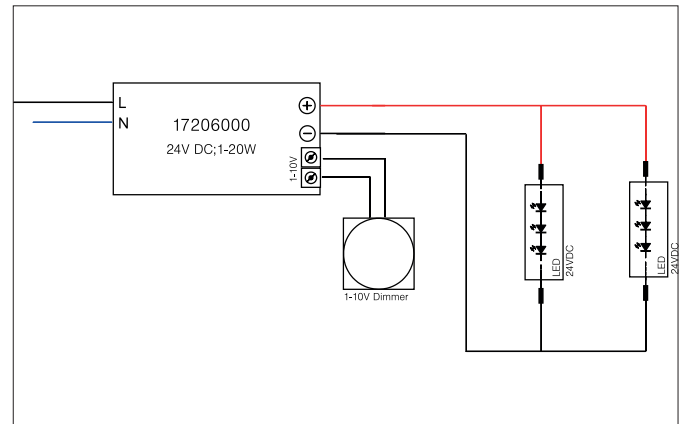 L
N
17206000
24V DC;1-20W
1-10V
1-10V Dimmer
LED
24VDC
LED
24VDC